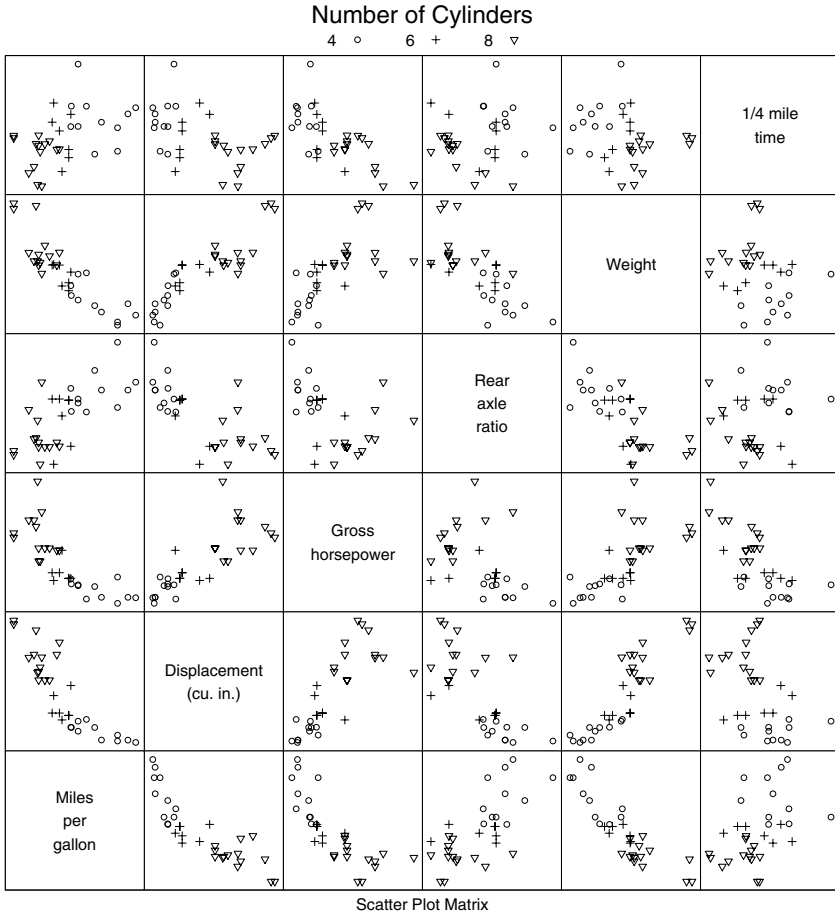 Number of Cylinders
4 6 8
1/4 mile
time
Weight
Rear
axle
ratio
Gross
horsepower
Displacement
(cu. in.)
Miles
per
gallon
Scatter Plot Matrix